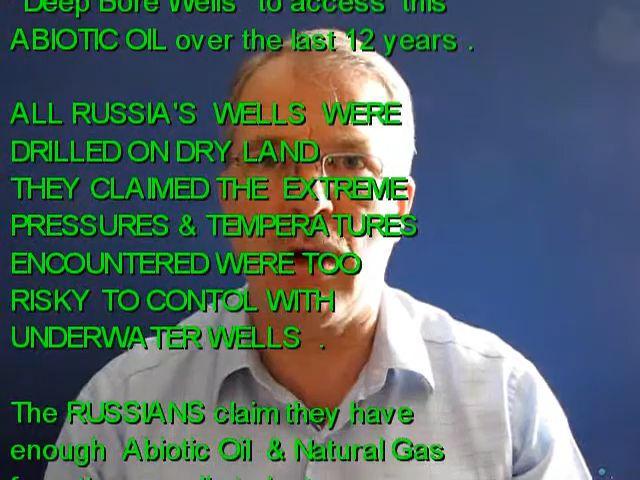 "Deep Bore Wells" to access this
ABIOTIC OIL over the last 12 years .
ALL RUSSIA'S WELLS WERE
DRILLED ON DRY LAND
THEY CLAIMED THE EXTREME
PRESSURES & TEMPERATURES
ENCOUNTERED WERE TOO
RISKY TO CONTOL WITH
UNDERWATER WELLS .
The RUSSIANS claim they have
enough Abiotic Oil & Natural Gas